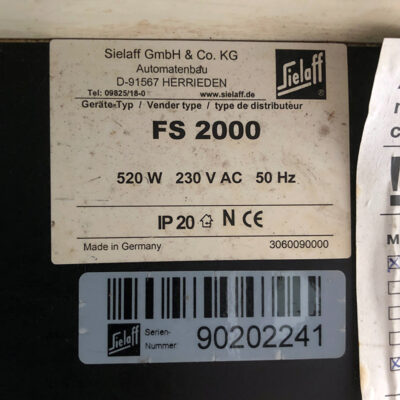 Sielaff GmbH & Co. KG
Automatenbau
D-91567 HERRIEDEN
Tel: 09825/18-0 www.sielaff.de
Sielaff ®
Geräte-Typ / Vender type / type de distributeur
FS 2000
520 W 230 V AC 50 Hz
IP 20 N CE
Made in Germany 3060090000
Sielaff
Serien-
Nummer: 90202241
M